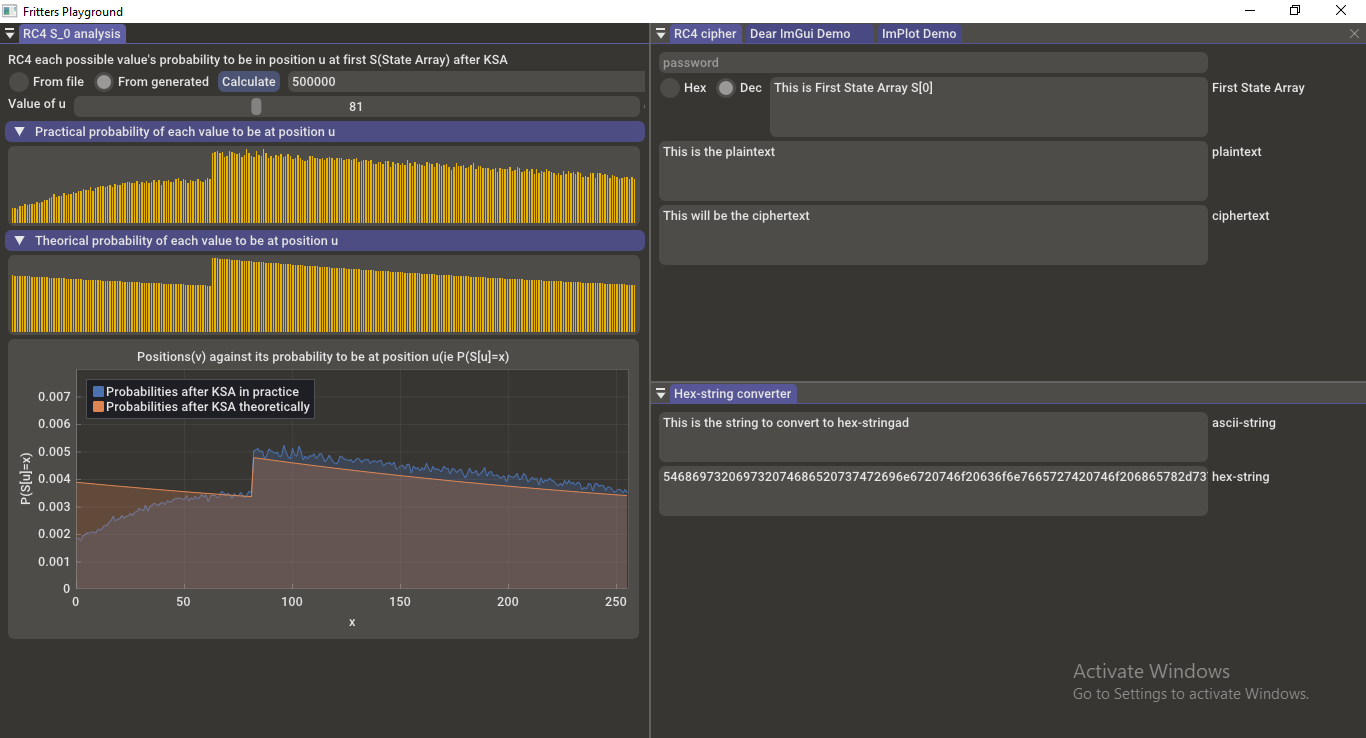 Fritters Playground
RC4 S_0 analysis
RC4 each possible value's probability to be in position u at first S(State Array) after KSA
From file
From generated
Calculate
500000
Value of u
81
Practical probability of each value to be at position u
Theorical probability of each value to be at position u
Positions(v) against its probability to be at position u(ie P(S[u]=x)
Probabilities after KSA in practice
Probabilities after KSA theoretically
P(S[u]=x)
0.007
0.006
0.005
0.004
0.003
0.002
0.001
0
0 50 100 150 200 250
x
RC4 cipher
Dear ImGui Demo
ImPlot Demo
password
Hex
Dec
This is First State Array S[0]
First State Array
This is the plaintext
plaintext
This will be the ciphertext
ciphertext
Hex-string converter
This is the string to convert to hex-stringad
ascii-string
546869732069732074686520737472696e6720746f20636f6e7665727420746f206865782d73
hex-string
Activate Windows
Go to Settings to activate Windows.